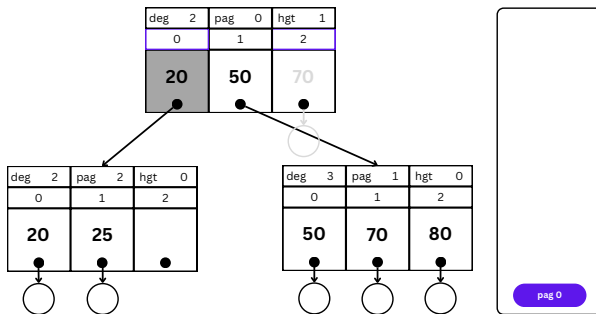 deg 2 pag 0 hgt 1
0 1 2
20 50 70
deg 2 pag 2 hgt 0
0 1 2
20 25
deg 3 pag 1 hgt 0
0 1 2
50 70 80
pag 0